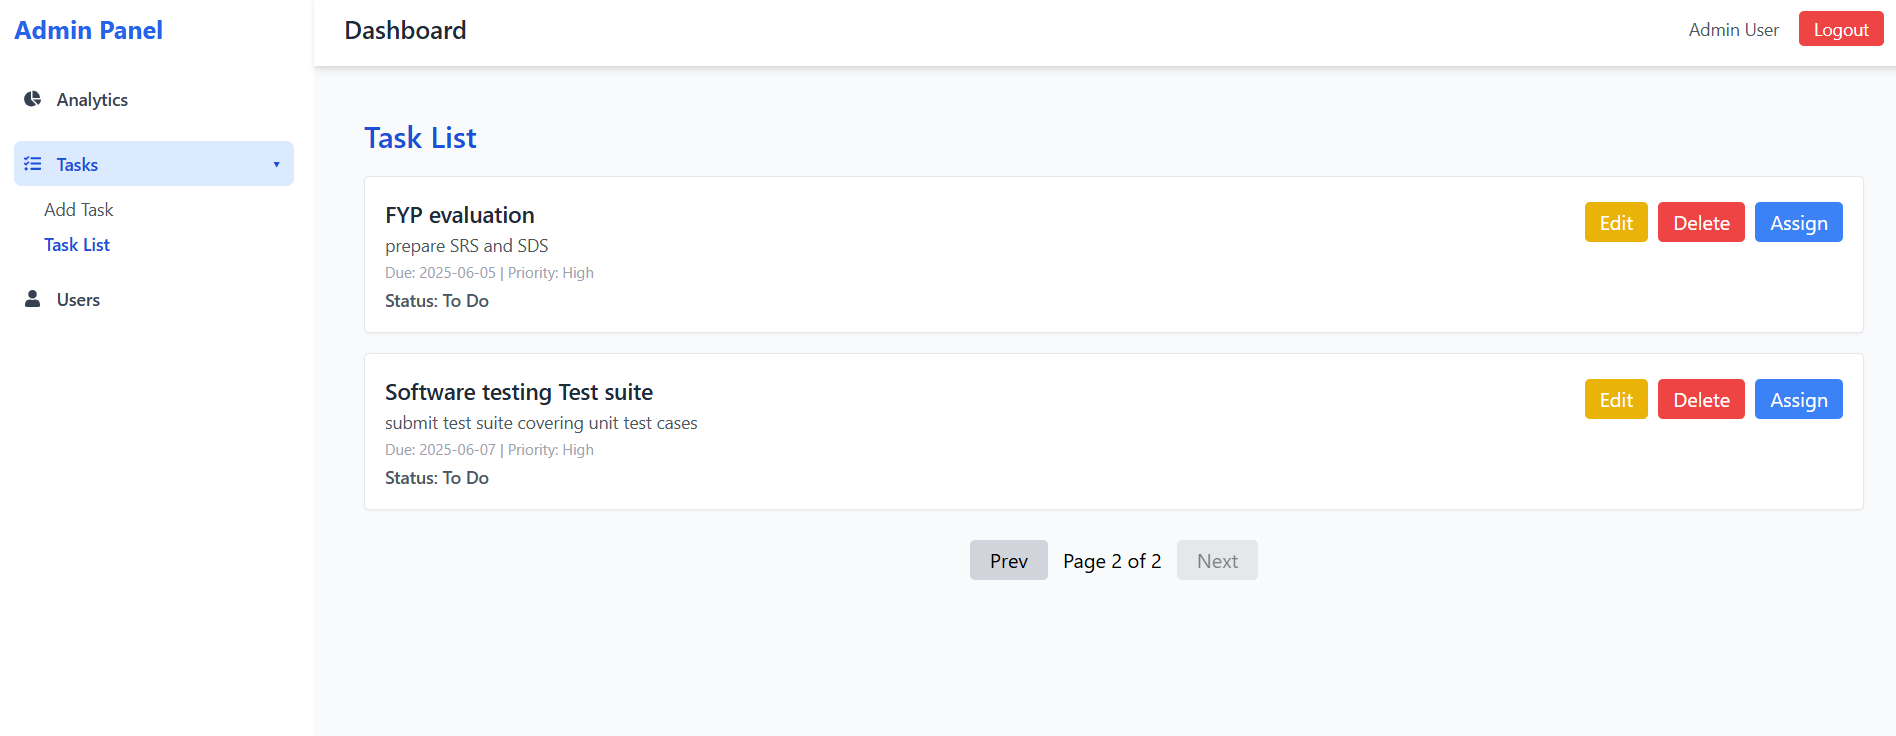 Admin Panel
Dashboard
Admin User
Logout
Analytics
Tasks
Add Task
Task List
Users
Task List
FYP evaluation
prepare SRS and SDS
Due: 2025-06-05 | Priority: High
Status: To Do
Edit
Delete
Assign
Software testing Test suite
submit test suite covering unit test cases
Due: 2025-06-07 | Priority: High
Status: To Do
Edit
Delete
Assign
Prev
Page 2 of 2
Next